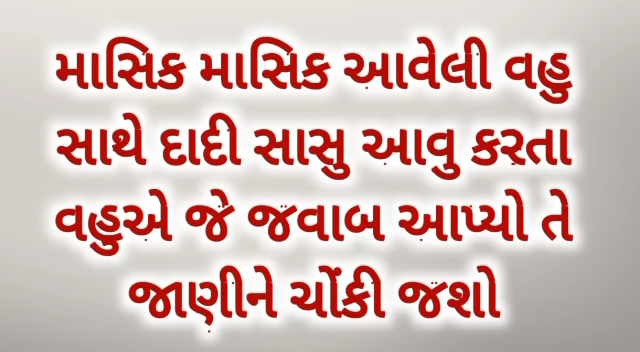 માસિક માસિક આવેલી વહુ
સાથે દાદી સાસુ આવુ કરતા
વહુએ જે જવાબ આપ્યો તે
જાણીને ચોંકી જશો